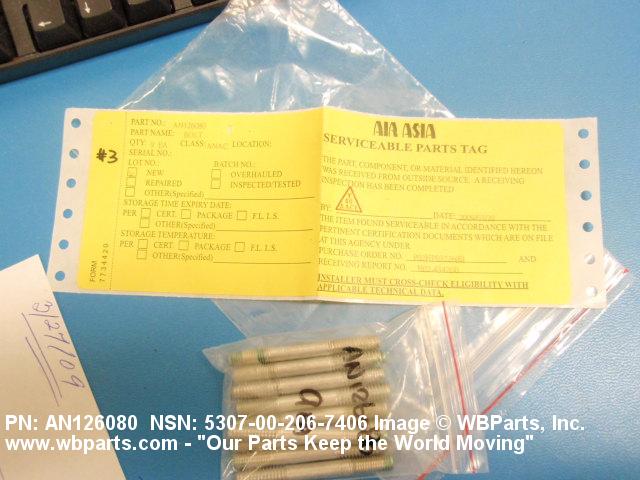 #3
FORM
7734420
PART NO.: AN126080
PART NAME: BOLT
QTY 9 EA CLASS: ANAC LOCATION:
SERIAL NO.:
LOT NO.: BATCH NO.:
NEW OVERHAULED
REPAIRED INSPECTED/TESTED
OTHER(Specified)
STORAGE TIME EXPIRY DATE:
PER CERT. PACKAGE F.L.I.S.
OTHER(Specified)
STORAGE TEMPERATURE:
PER CERT. PACKAGE F.L.I.S.
OTHER(Specified)
AIA ASIA
SERVICEABLE PARTS TAG
THE PART, COMPONENT, OR MATERIAL IDENTIFIED HEREON
WAS RECEIVED FROM OUTSIDE SOURCE. A RECEIVING
INSPECTION HAS BEEN COMPLETED
BY: DATE:
THE ITEM FOUND SERVICEABLE IN ACCORDANCE WITH THE
PERTINENT CERTIFICATION DOCUMENTS WHICH ARE ON FILE
AT THIS AGENCY UNDER
PURCHASE ORDER NO. AND
RECEIVING REPORT NO.
INSTALLER MUST CROSS-CHECK ELIGIBILITY WITH
APPLICABLE TECHNICAL DATA.
AN126080
PN: AN126080 NSN: 5307-00-206-7406 Image © WBParts, Inc.
www.wbparts.com - "Our Parts Keep the World Moving"